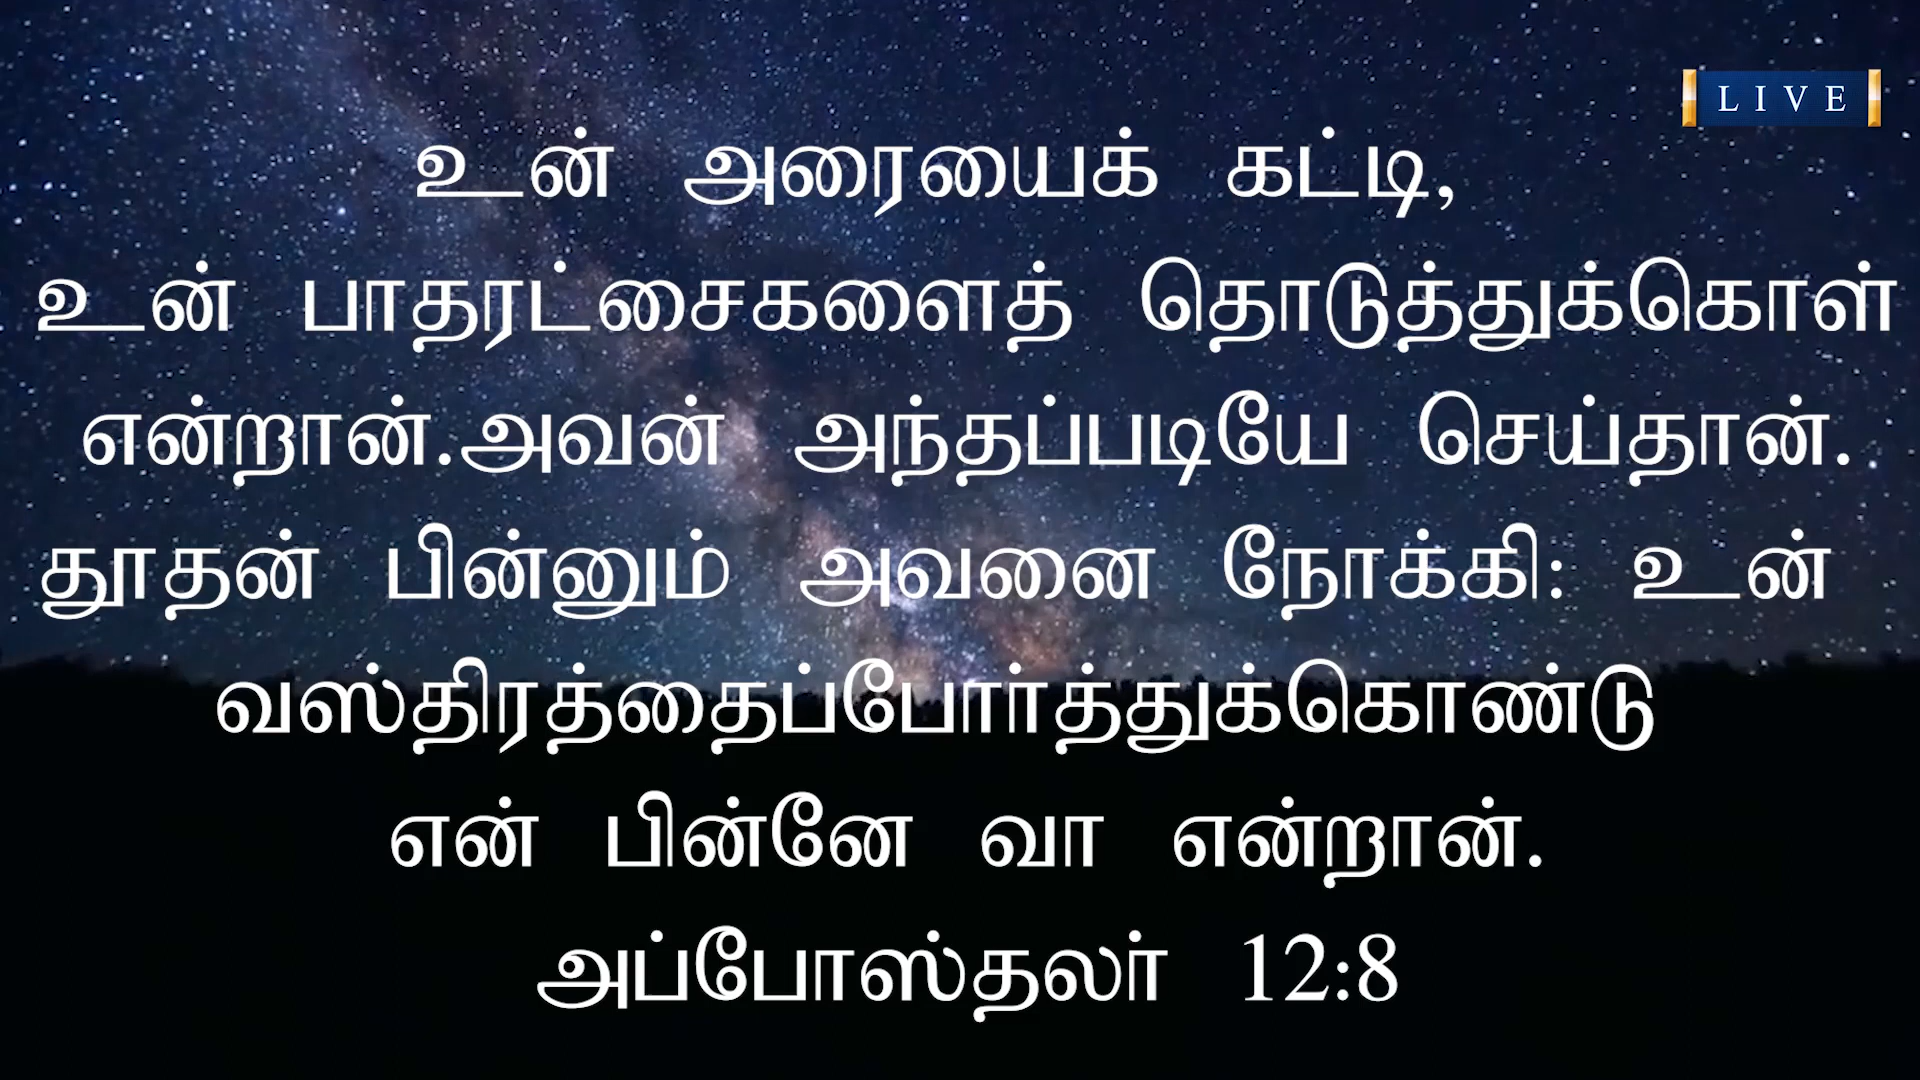 LIVE
உன் அரையைக் கட்டி,
உன் பாதரட்சைகளைத் தொடுத்துக்கொள்
என்றான்.அவன் அந்தப்படியே செய்தான்.
தூதன் பின்னும் அவனை நோக்கி: உன்
வஸ்திரத்தைப்போர்த்துக்கொண்டு
என் பின்னே வா என்றான்.
அப்போஸ்தலர் 12:8